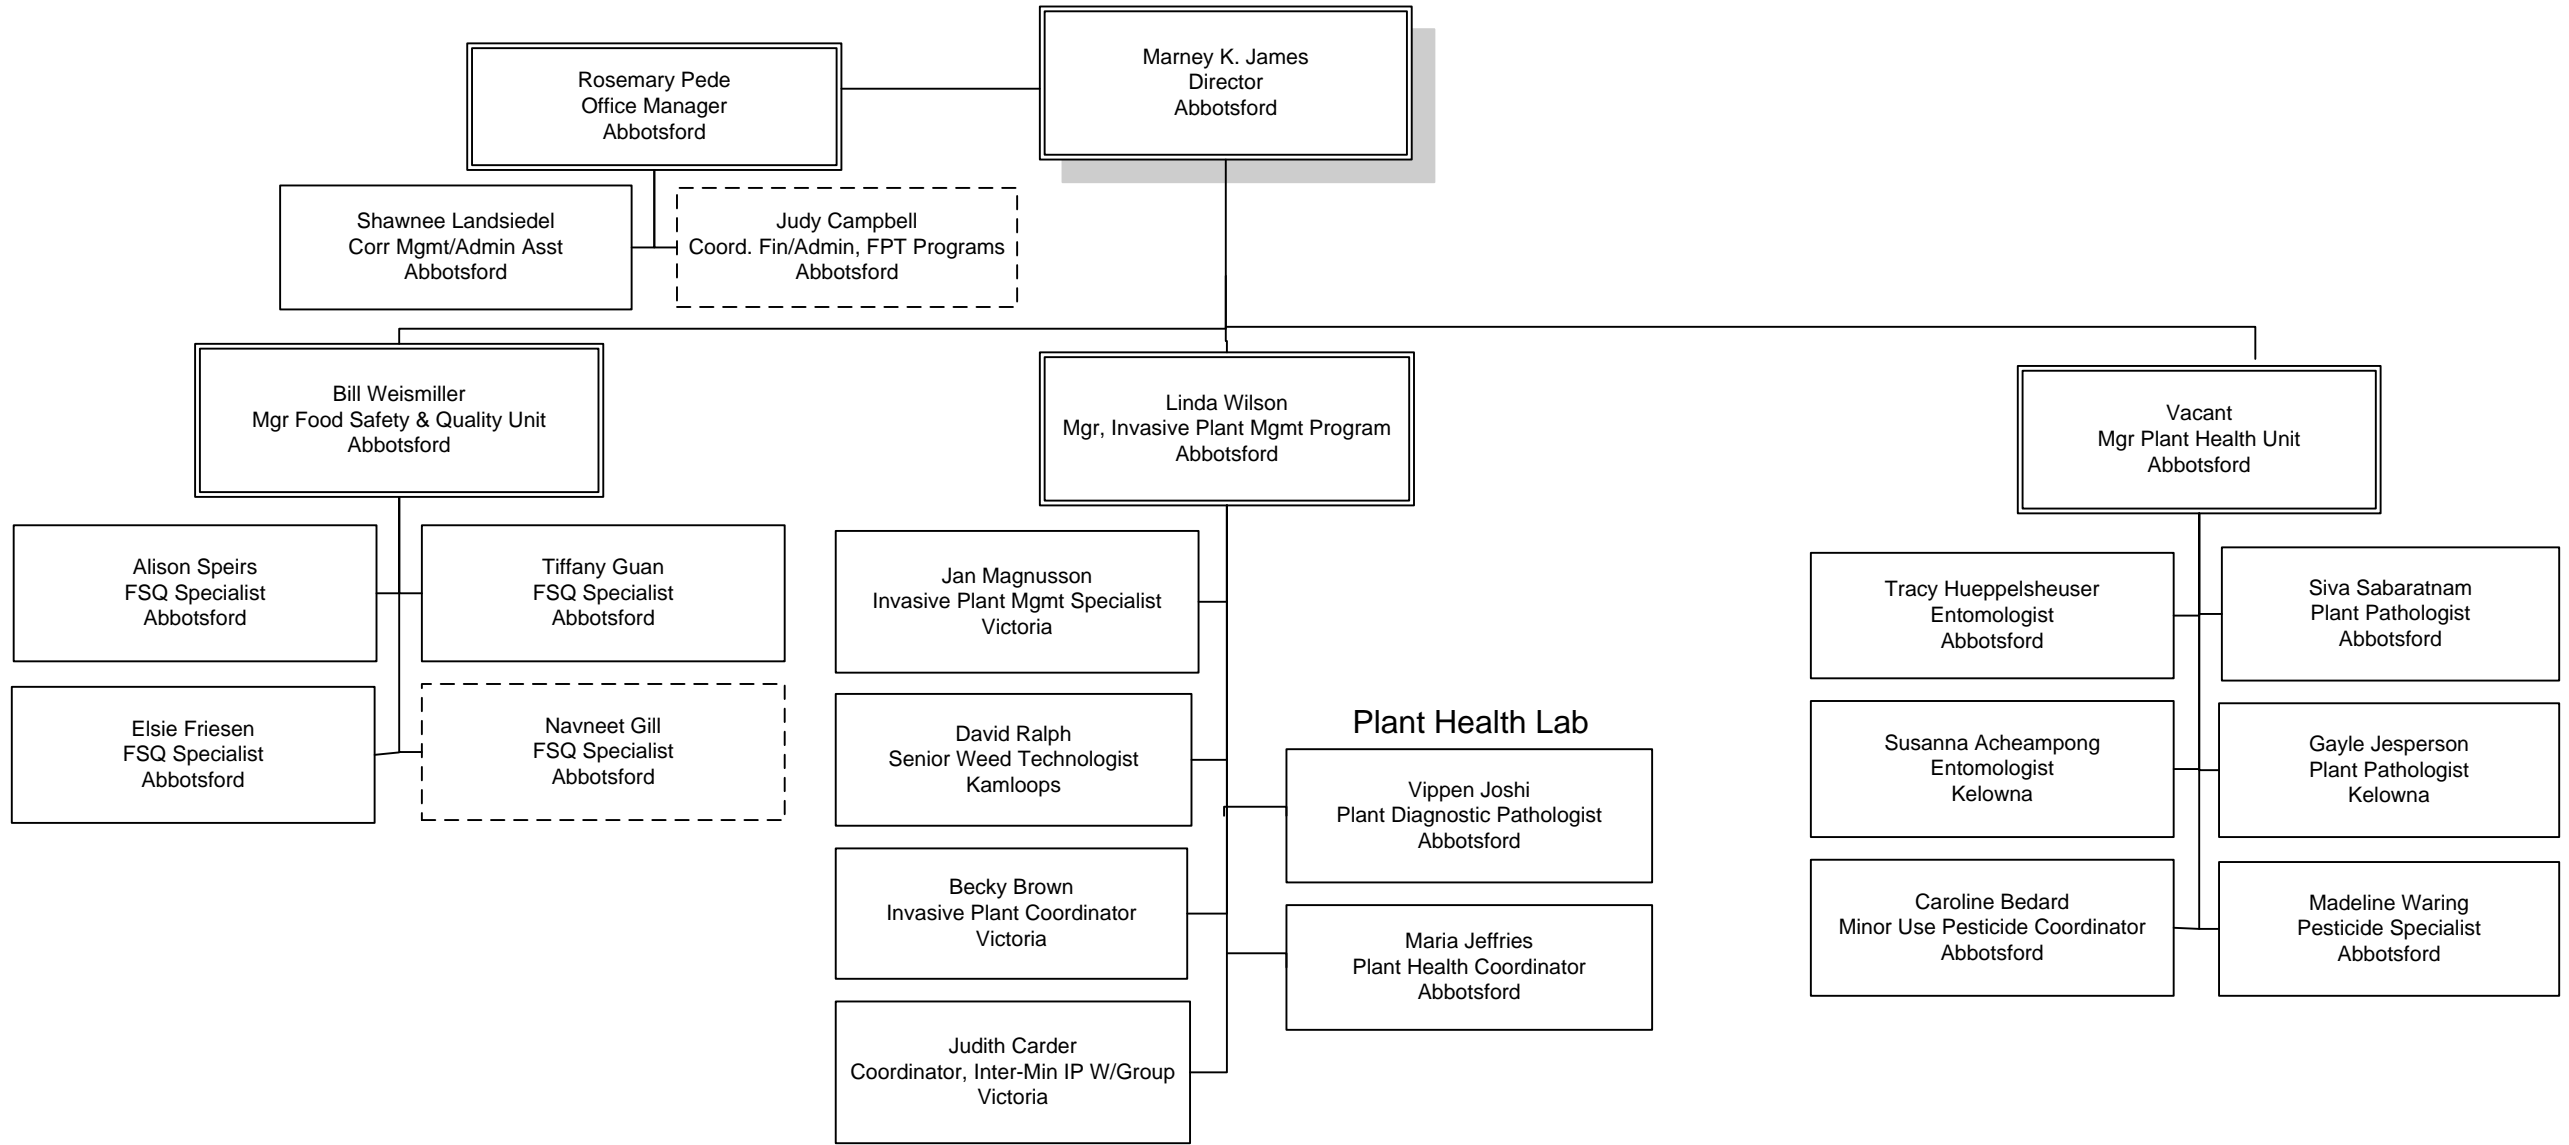 Marney K. James
Director
Abbotsford
Rosemary Pede
Office Manager
Abbotsford
Shawnee Landsiedel
Corr Mgmt/Admin Asst
Abbotsford
Judy Campbell
Coord. Fin/Admin, FPT Programs
Abbotsford
Bill Weismiller
Mgr Food Safety & Quality Unit
Abbotsford
Linda Wilson
Mgr, Invasive Plant Mgmt Program
Abbotsford
Vacant
Mgr Plant Health Unit
Abbotsford
Alison Speirs
FSQ Specialist
Abbotsford
Tiffany Guan
FSQ Specialist
Abbotsford
Elsie Friesen
FSQ Specialist
Abbotsford
Navneet Gill
FSQ Specialist
Abbotsford
Jan Magnusson
Invasive Plant Mgmt Specialist
Victoria
David Ralph
Senior Weed Technologist
Kamloops
Becky Brown
Invasive Plant Coordinator
Victoria
Judith Carder
Coordinator, Inter-Min IP W/Group
Victoria
Plant Health Lab
Vippen Joshi
Plant Diagnostic Pathologist
Abbotsford
Maria Jeffries
Plant Health Coordinator
Abbotsford
Tracy Hueppelsheuser
Entomologist
Abbotsford
Siva Sabaratnam
Plant Pathologist
Abbotsford
Susanna Acheampong
Entomologist
Kelowna
Gayle Jesperson
Plant Pathologist
Kelowna
Caroline Bedard
Minor Use Pesticide Coordinator
Abbotsford
Madeline Waring
Pesticide Specialist
Abbotsford